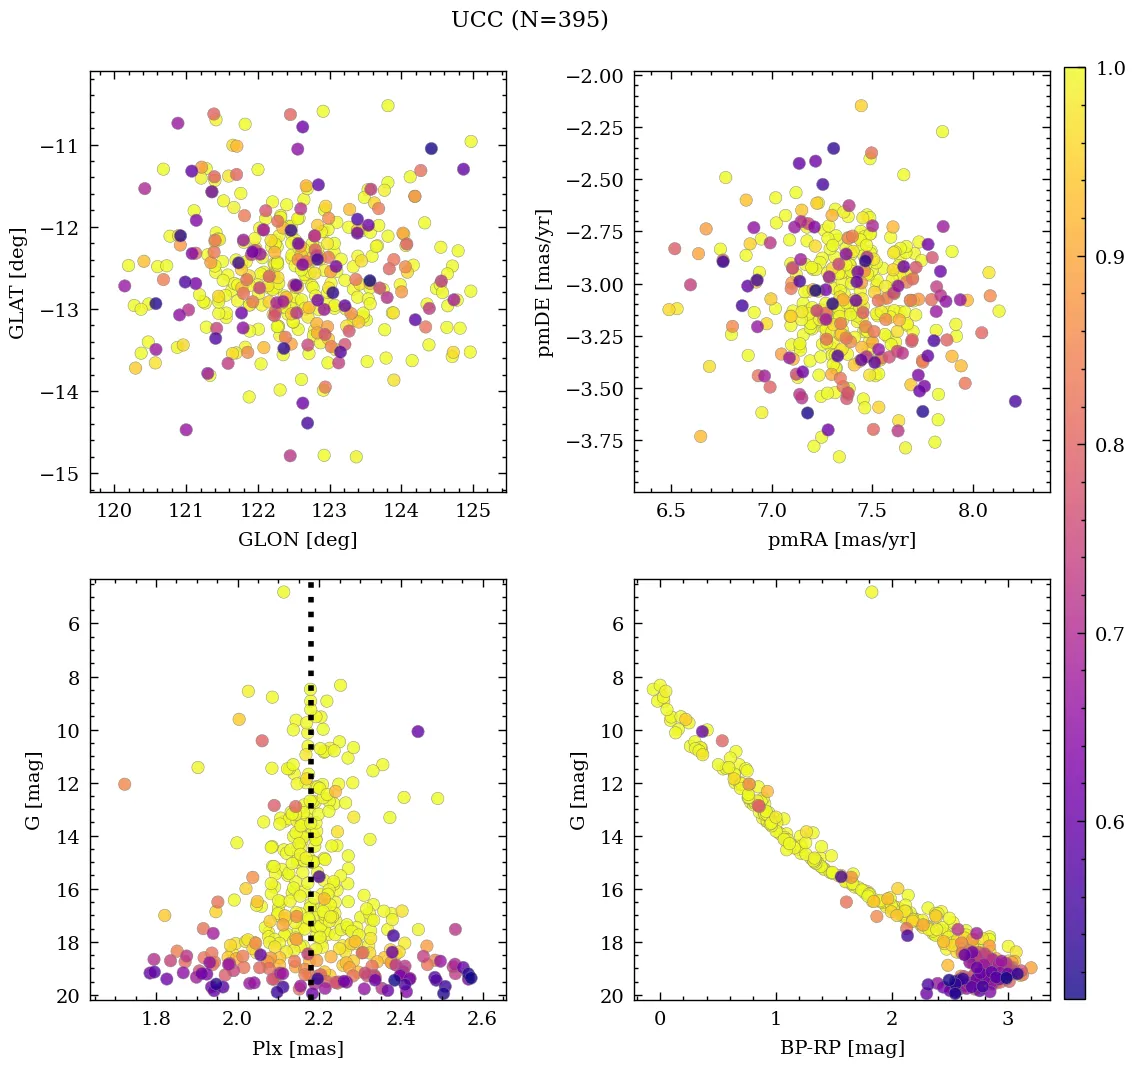 UCC (N=395)
−11
−12
−13
−14
−15
GLAT [deg]
120 121 122 123 124 125
GLON [deg]
−2.00
−2.25
−2.50
−2.75
−3.00
−3.25
−3.50
−3.75
pmDE [mas/yr]
6.5 7.0 7.5 8.0
pmRA [mas/yr]
6
8
10
12
14
16
18
20
G [mag]
1.8 2.0 2.2 2.4 2.6
Plx [mas]
6
8
10
12
14
16
18
20
G [mag]
0 1 2 3
BP-RP [mag]
1.0
0.9
0.8
0.7
0.6